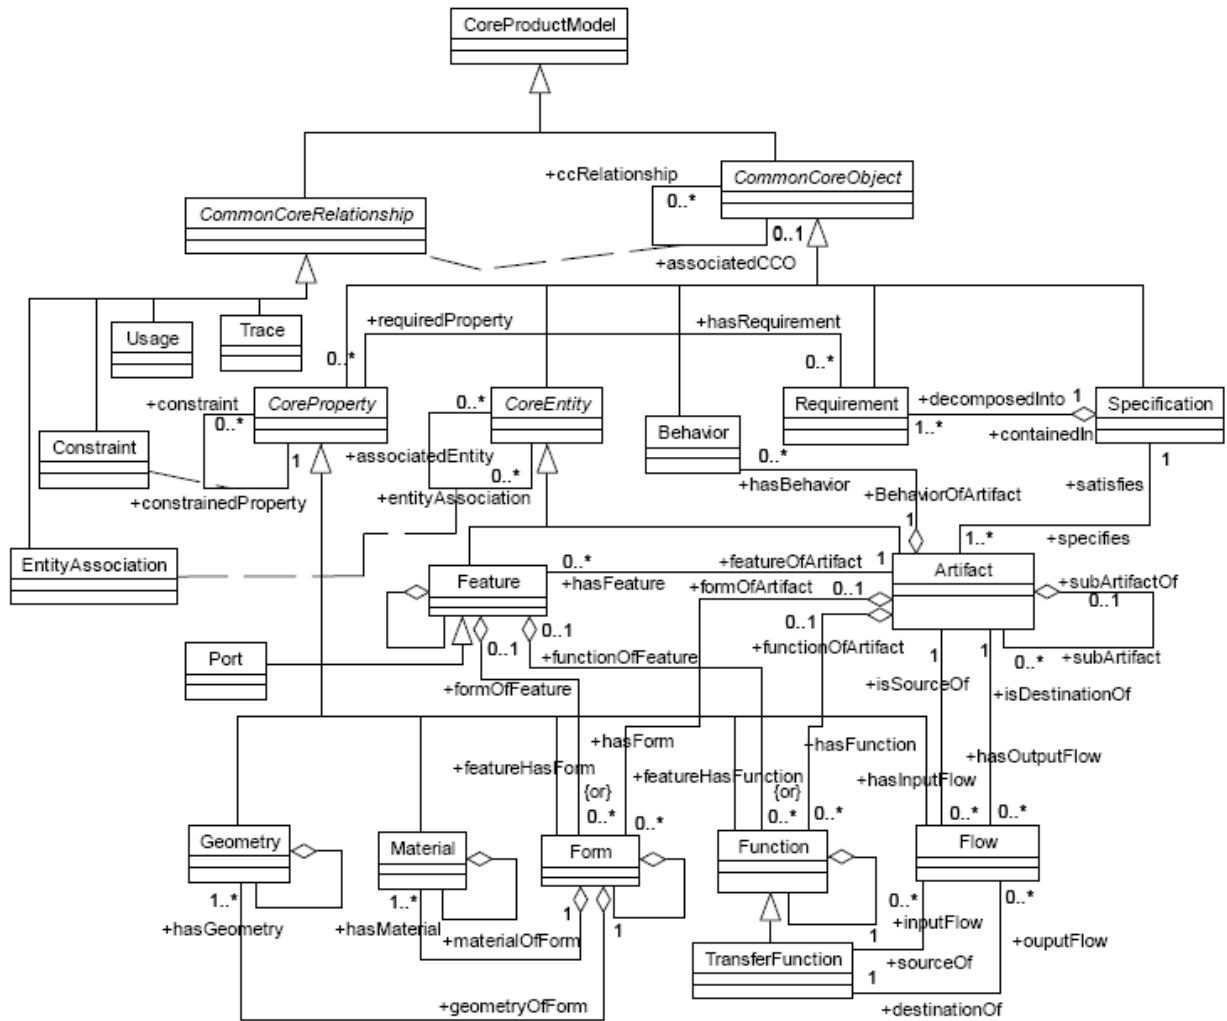 CoreProductModel
+ccRelationship
CommonCoreObject
0..*
CommonCoreRelationship
0..1
+associatedCCO
Usage
Trace
+requiredProperty
+hasRequirement
0..*
0..*
+constraint
0..*
CoreProperty
0..*
CoreEntity
Requirement
+decomposedInto
1
Specification
1..*
+containedIn
Constraint
1
+associatedEntity
Behavior
0..*
1
+constrainedProperty
0..*
+entityAssociation
+hasBehavior
+BehaviorOfArtifact
+satisfies
1
1..*
+specifies
EntityAssociation
Feature
0..*
+featureOfArtifact
1
Artifact
+hasFeature
+formOfArtifact
0..1
+subArtifactOf
0..1
0..1
0..1
0..1
+functionOfArtifact
Port
+functionOfFeature
1
1
0..*
+subArtifact
+formOfFeature
+isSourceOf
+isDestinationOf
+hasForm
+hasFunction
+hasOutputFlow
+featureHasForm
+featureHasFunction
+hasInputFlow
{or}
{or}
0..*
0..*
0..*
0..*
0..*
0..*
Geometry
Material
Form
Function
Flow
1..*
1..*
1
1
0..*
0..*
+hasGeometry
+hasMaterial
+materialOfForm
1
+inputFlow
+ouputFlow
TransferFunction
+sourceOf
1
+geometryOfForm
+destinationOf